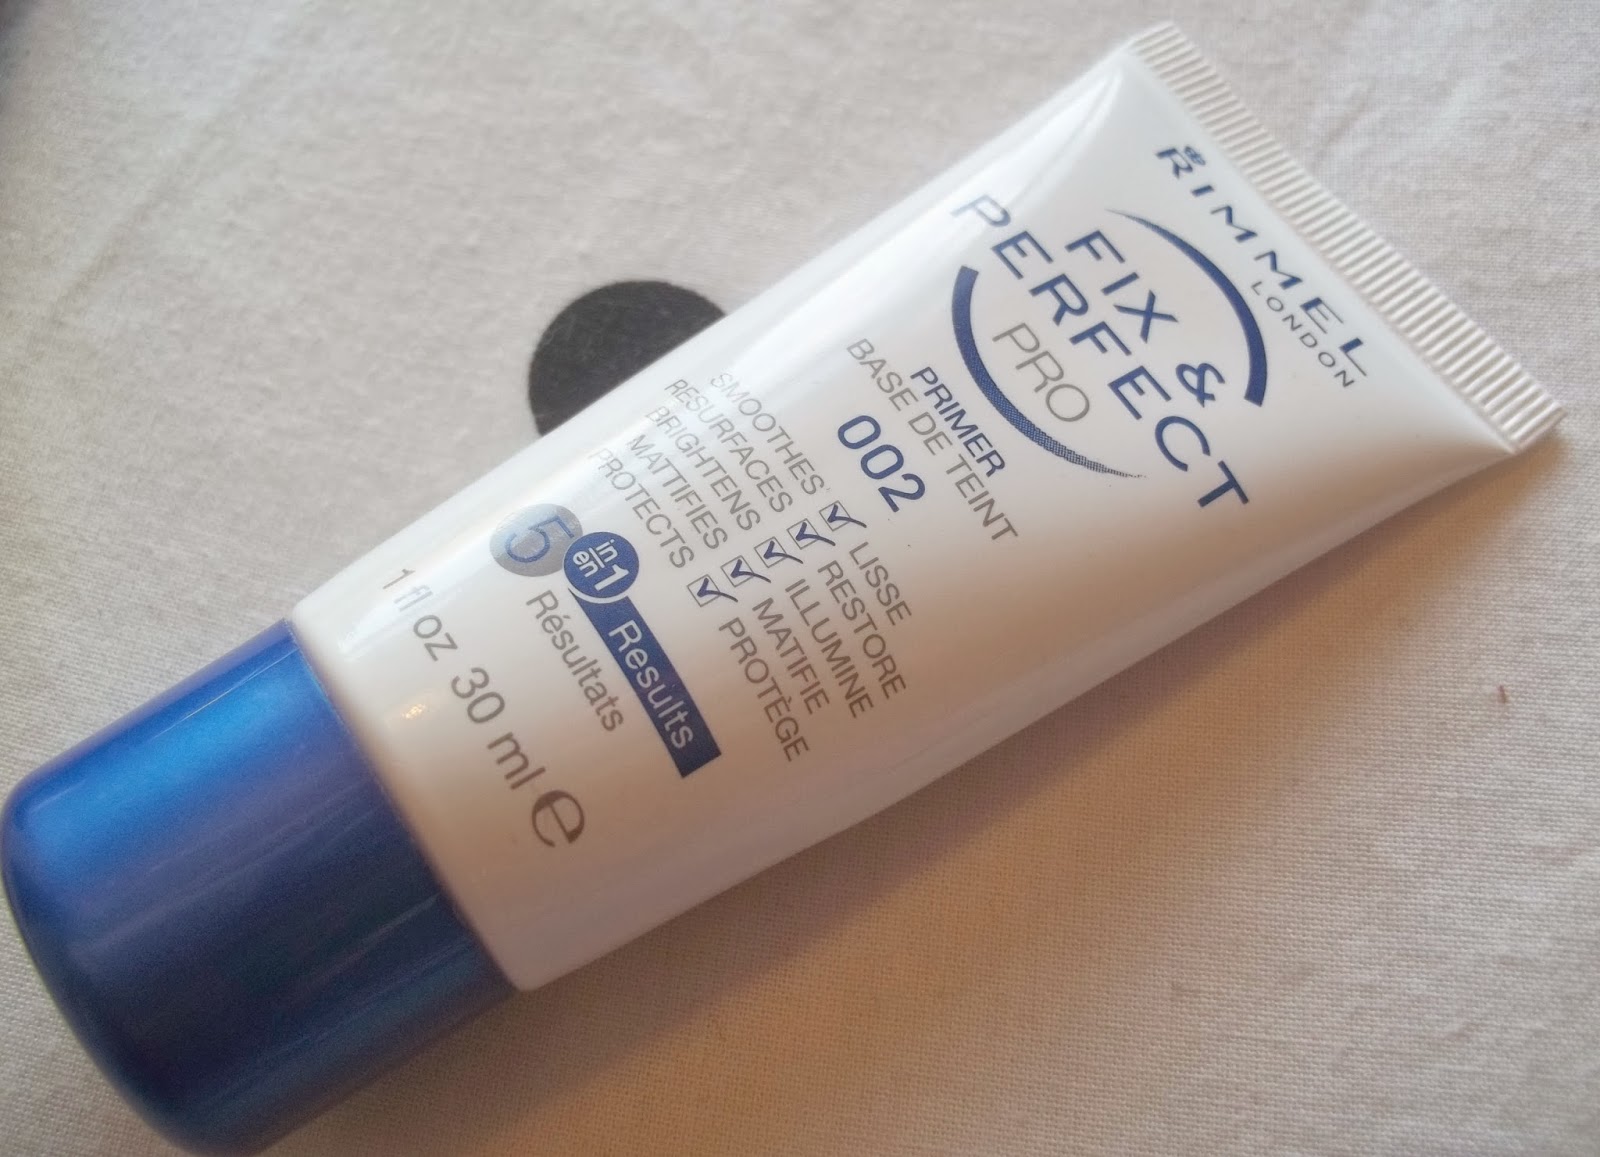 RIMMEL
LONDON
FIX &
PERFECT
PRO
PRIMER
BASE DE TEINT
002
SMOOTHES LISSE
RESURFACES RESTORE
BRIGHTENS ILLUMINE
MATTIFIES MATIFIE
PROTECTS PROTÈGE
5 in en 1 Results
Résultats
1 fl oz 30 ml e